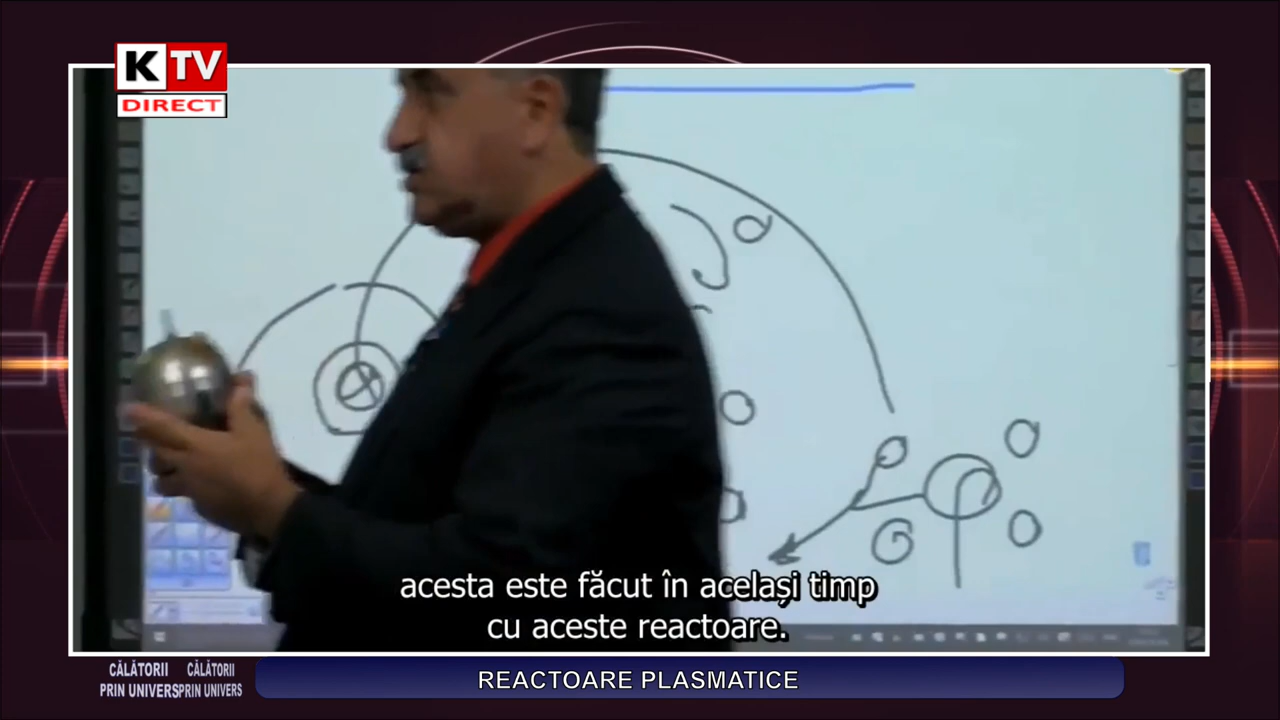 K TV
DIRECT
acesta este făcut în același timp
cu aceste reactoare.
CĂLĂTORII
PRIN UNIVERS
CĂLĂTORII
PRIN UNIVERS
REACTOARE PLASMATICE